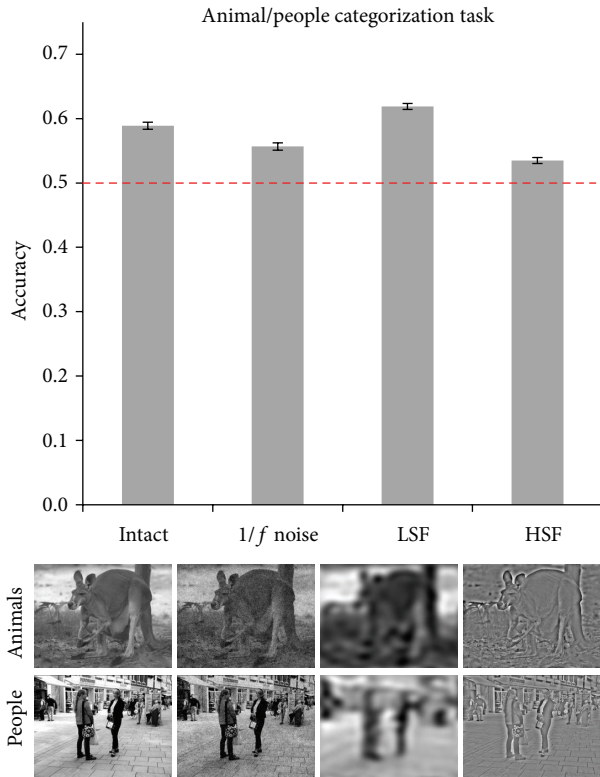 Animal/people categorization task
Accuracy
0.7
0.6
0.5
0.4
0.3
0.2
0.1
0.0
Intact
1/f noise
LSF
HSF
Animals
People